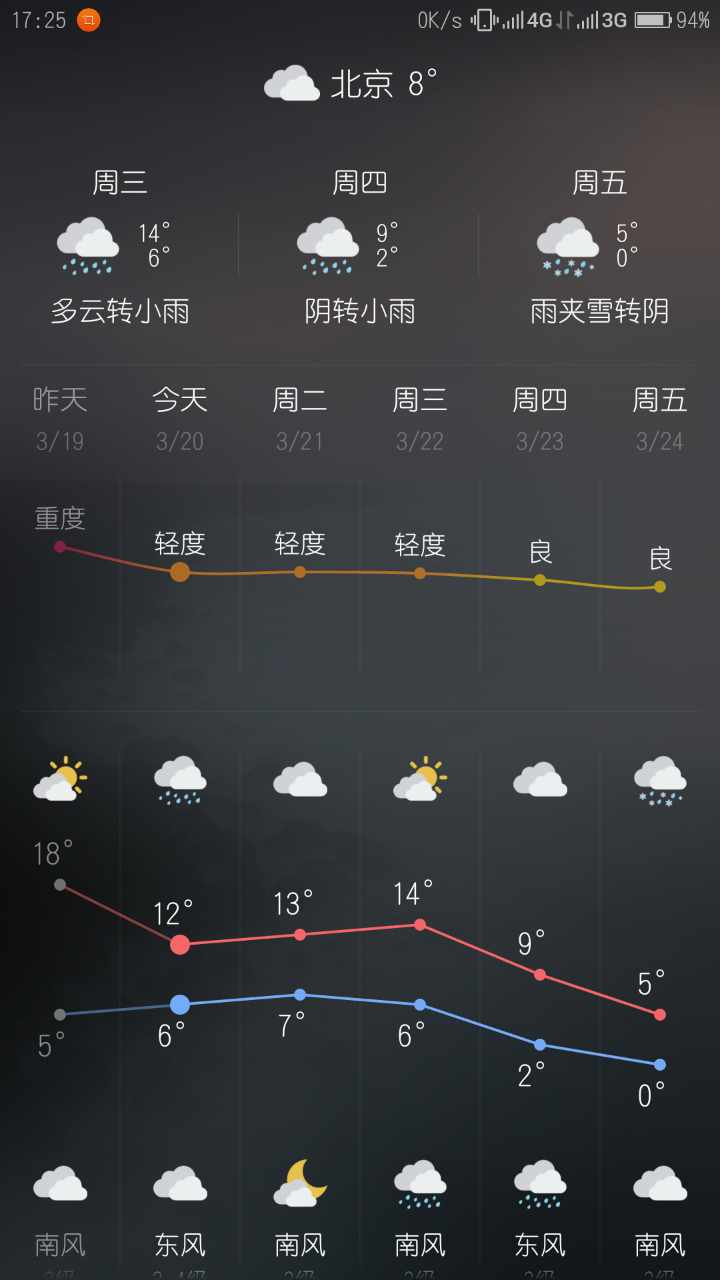 17:25 0K/s 4G 3G 94%
北京 8°
周三 周四 周五
14° 9° 5°
6° 2° 0°
多云转小雨 阴转小雨 雨来雪转阴
昨天 今天 周二 周三 周四 周五
3/19 3/20 3/21 3/22 3/23 3/24
重度 轻度 轻度 轻度 良 良
18° 12° 13° 14° 9° 5°
5° 6° 7° 6° 2° 0°
南风 东风 南风 南风 东风 南风